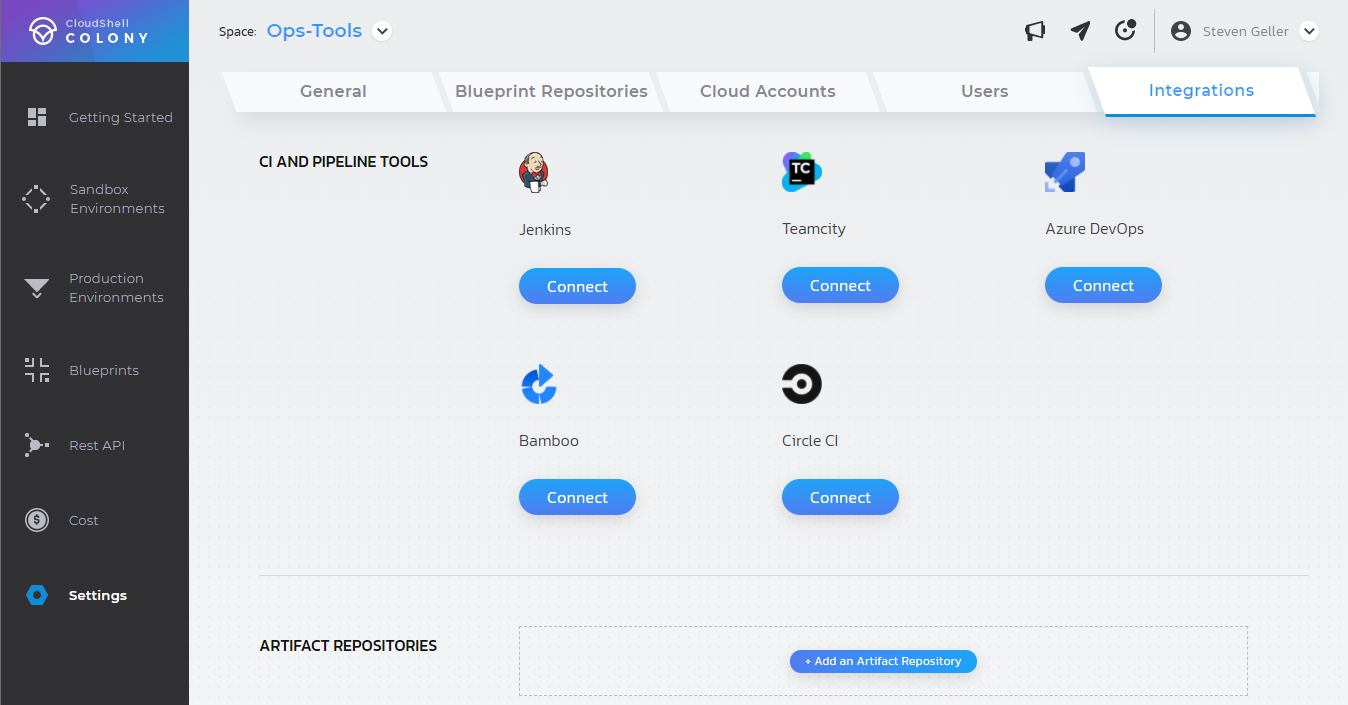 CloudShell
COLONY
Space: Ops-Tools
Steven Geller
Getting Started
Sandbox
Environments
Production
Environments
Blueprints
Rest API
$
Cost
Settings
General
Blueprint Repositories
Cloud Accounts
Users
Integrations
CI AND PIPELINE TOOLS
TC
Jenkins
Teamcity
Azure DevOps
Connect
Connect
Connect
Bamboo
Circle CI
Connect
Connect
ARTIFACT REPOSITORIES
+ Add an Artifact Repository